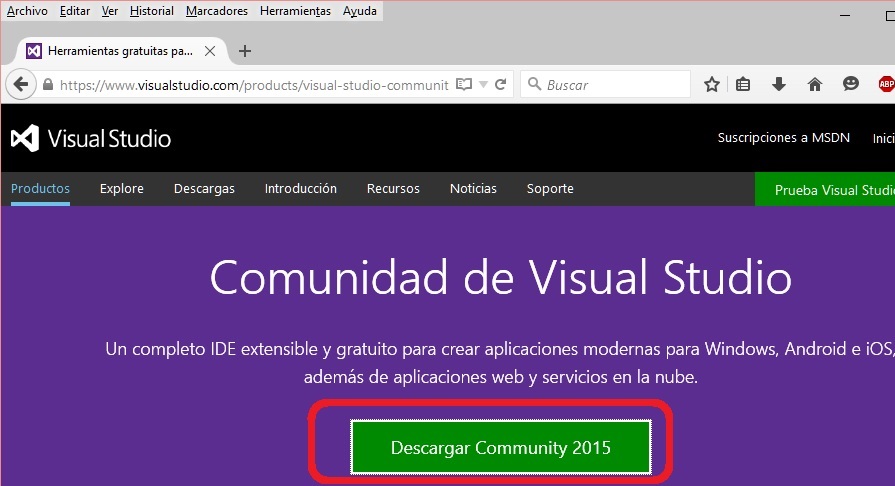 Archivo Editar Ver Historial Marcadores Herramientas Ayuda
Herramientas gratuitas pa...
https://www.visualstudio.com/products/visual-studio-communit
Buscar
ABP
Visual Studio
Suscripciones a MSDN Inici
Productos Explore Descargas Introducción Recursos Noticias Soporte Prueba Visual Studio
Comunidad de Visual Studio
Un completo IDE extensible y gratuito para crear aplicaciones modernas para Windows, Android e iOS,
además de aplicaciones web y servicios en la nube.
Descargar Community 2015